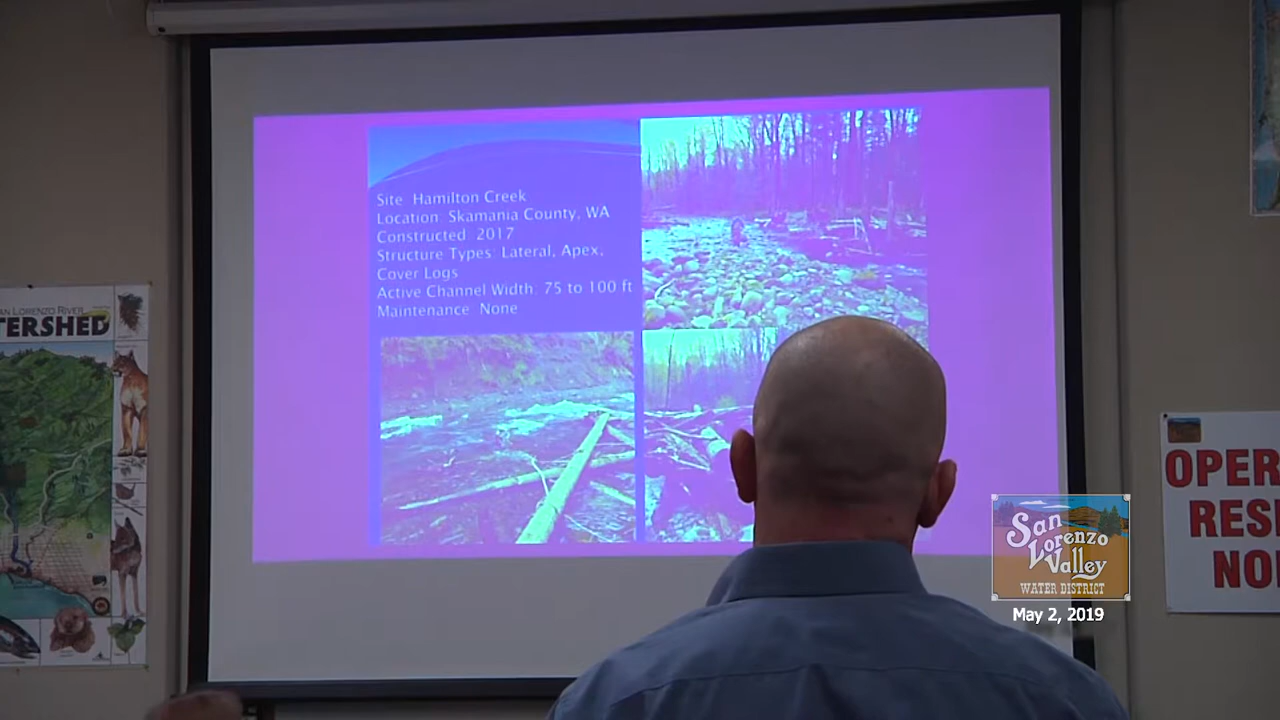 Site: Hamilton Creek
Location: Skamania County, WA
Constructed: 2017
Structure Types: Lateral, Apex,
Cover Logs
Active Channel Width: 75 to 100 ft
Maintenance: None
AN LORENZO RIVER
TERSHED
OPER
RES
NO
San
Lorenzo
Valley
WATER DISTRICT
May 2, 2019